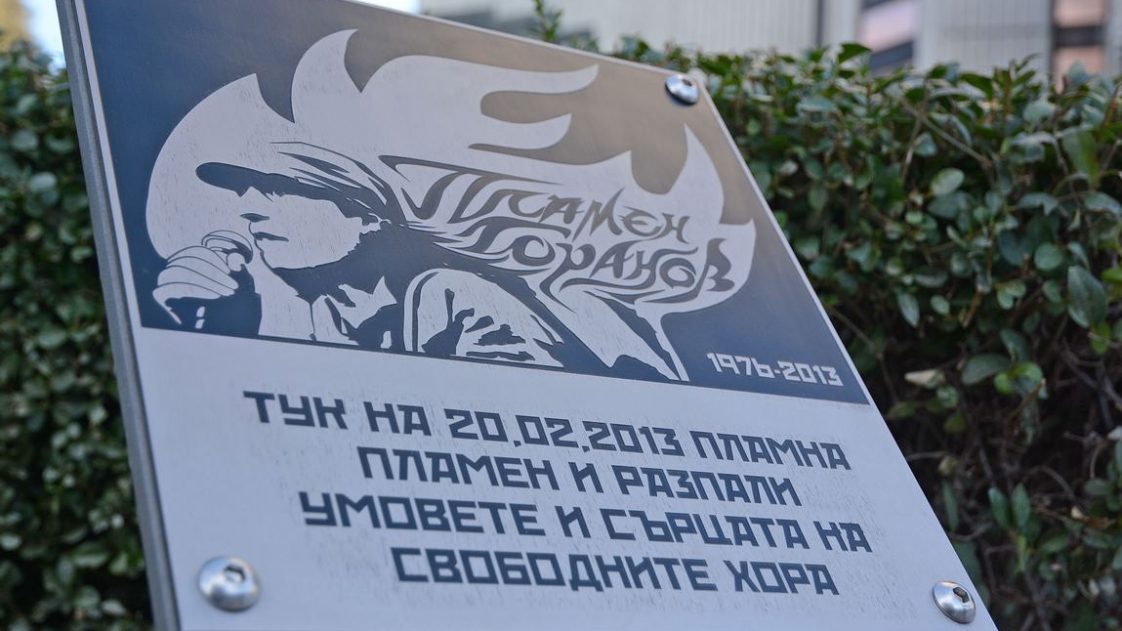 ПЛАМЕН
ГОРАНОВ
1976-2013
ТУК НА 20.02.2013 ПЛАМНА
ПЛАМЕН И РАЗПАЛИ
УМОВЕТЕ И СЪРЦАТА НА
СВОБОДНИТЕ ХОРА